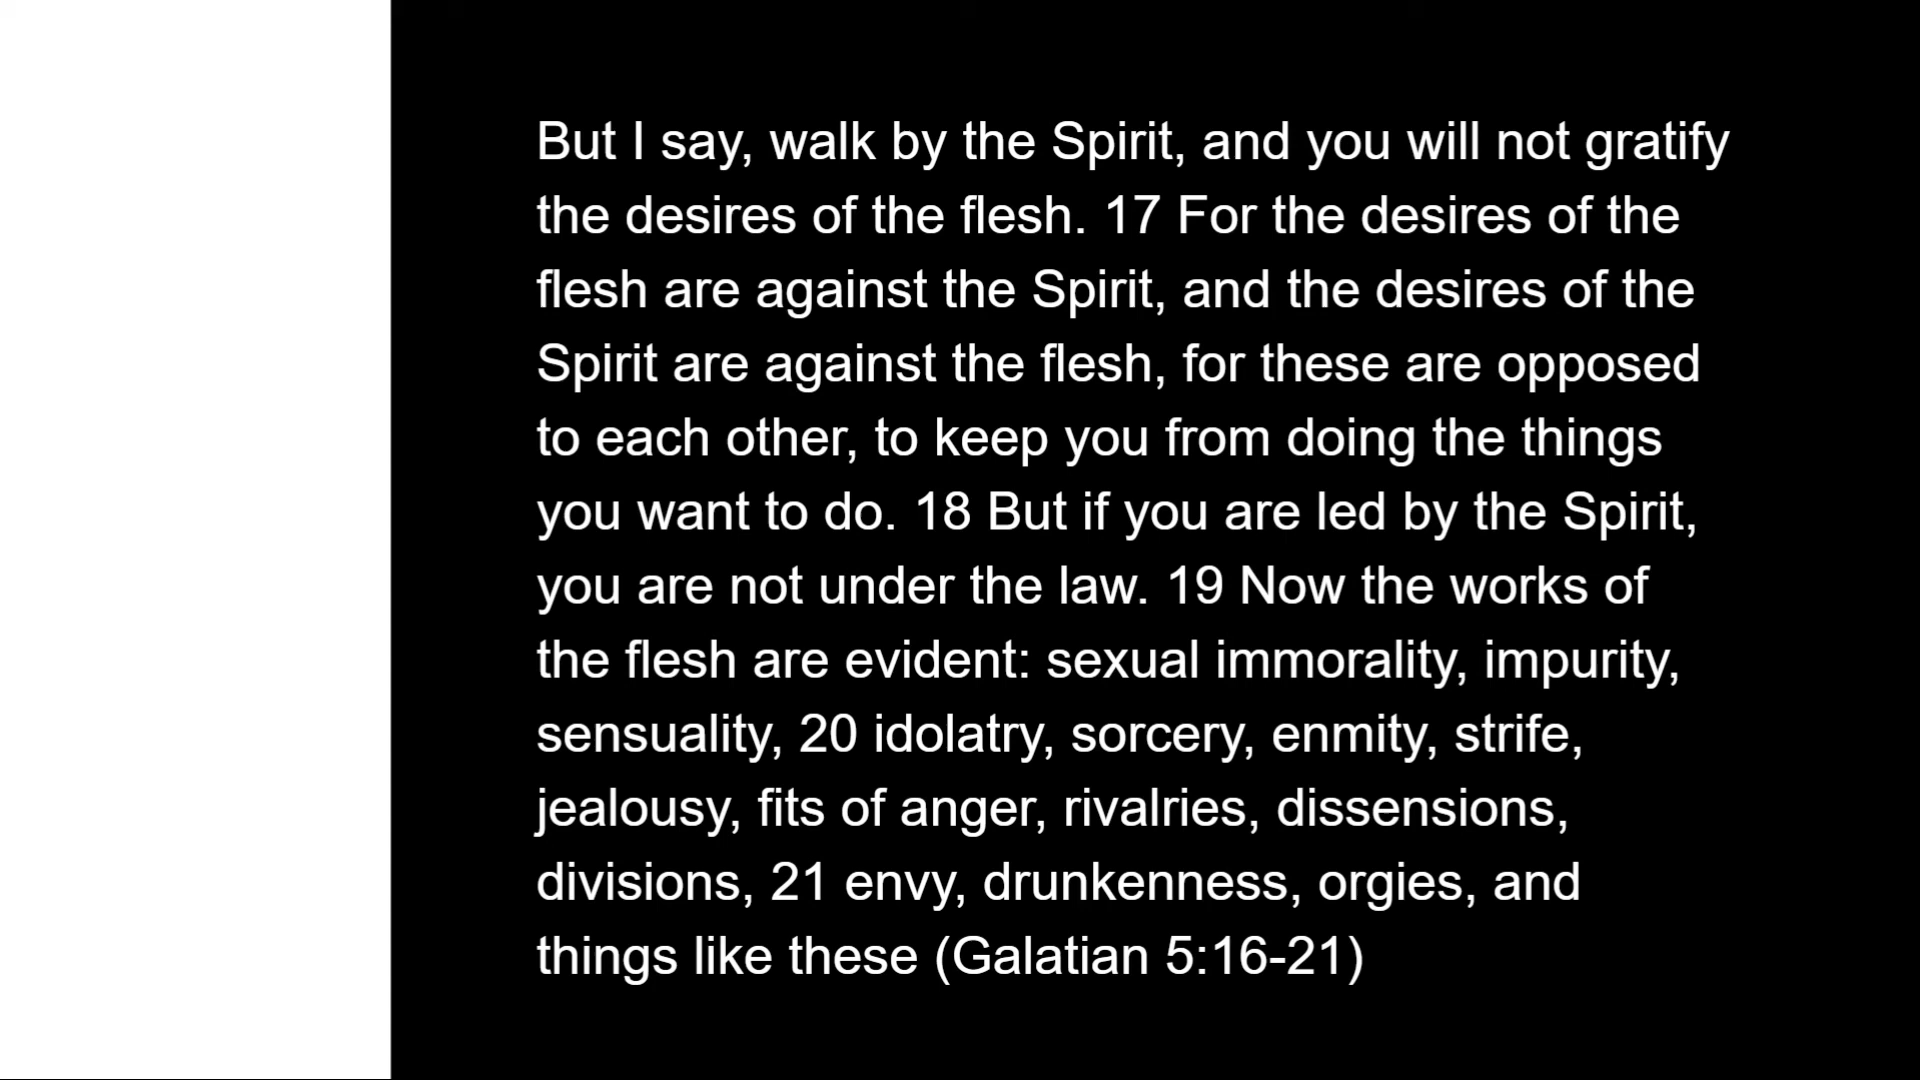 But I say, walk by the Spirit, and you will not gratify
the desires of the flesh. 17 For the desires of the
flesh are against the Spirit, and the desires of the
Spirit are against the flesh, for these are opposed
to each other, to keep you from doing the things
you want to do. 18 But if you are led by the Spirit,
you are not under the law. 19 Now the works of
the flesh are evident: sexual immorality, impurity,
sensuality, 20 idolatry, sorcery, enmity, strife,
jealousy, fits of anger, rivalries, dissensions,
divisions, 21 envy, drunkenness, orgies, and
things like these (Galatian 5:16-21)